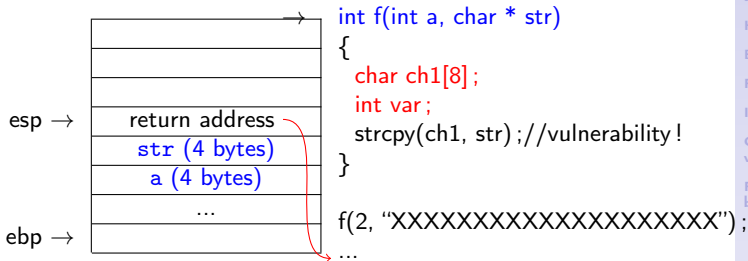 int f(int a, char * str)
{
char ch1[8] ;
int var ;
esp → return address
strcpy(ch1, str) ;//vulnerability !
str (4 bytes)
}
a (4 bytes)
...
f(2, “XXXXXXXXXXXXXXXXXXXX”) ;
ebp →
...